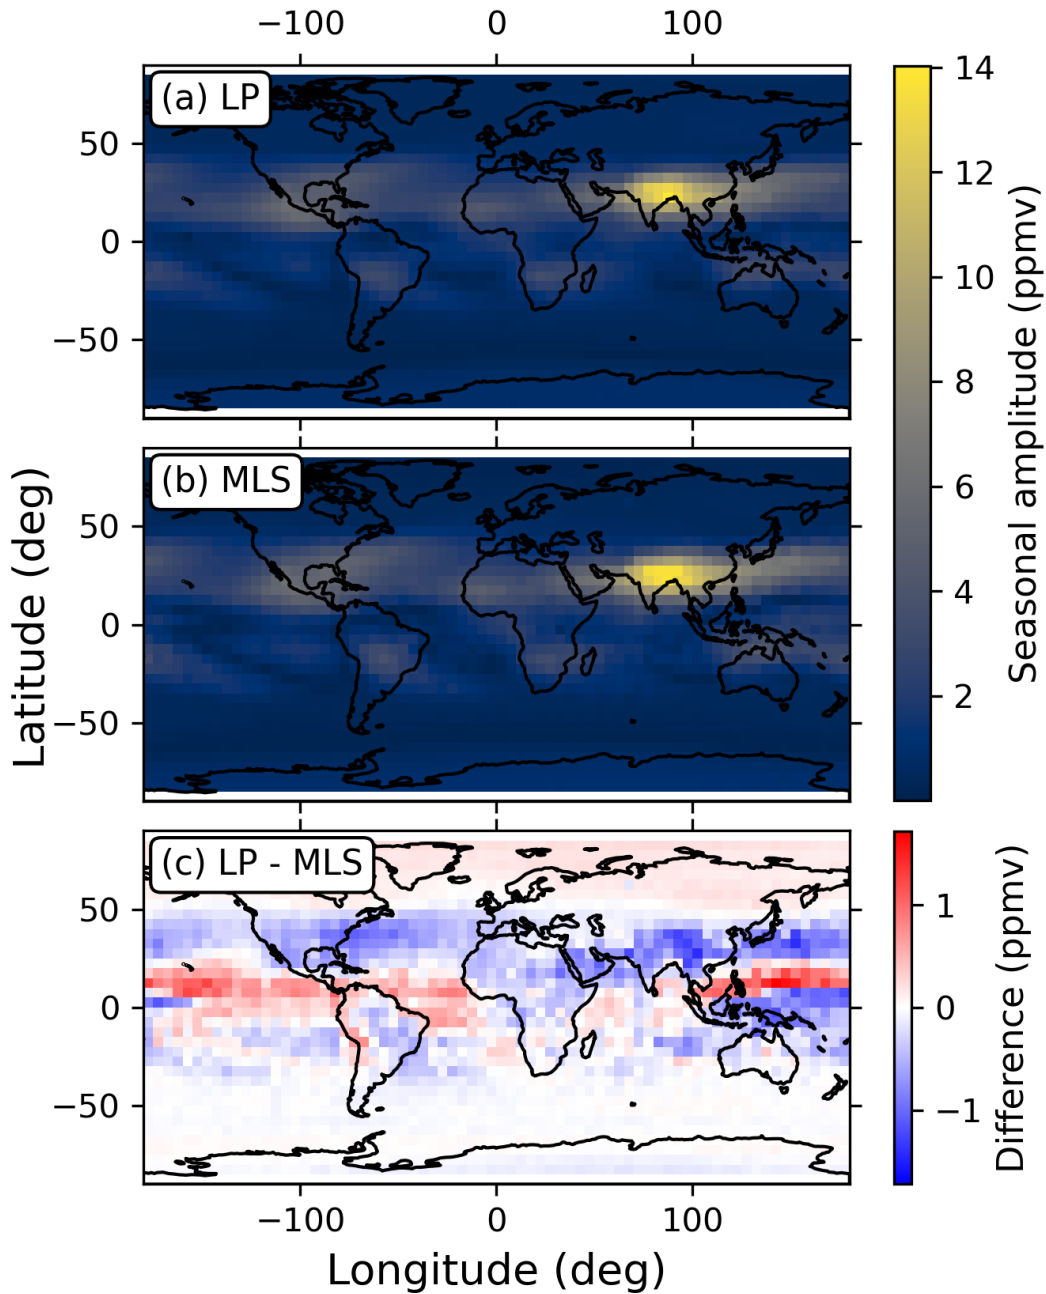 −100 0 100
(a) LP
50
0
−50
14
12
10
8
6
4
2
Seasonal amplitude (ppmv)
(b) MLS
50
0
−50
Latitude (deg)
(c) LP - MLS
50
0
−50
1
0
−1
Difference (ppmv)
−100 0 100
Longitude (deg)